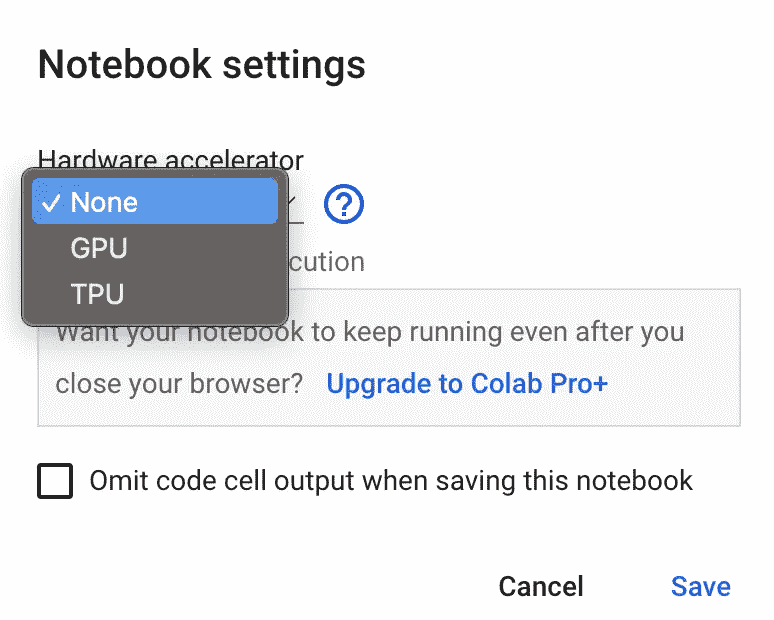 Notebook settings
Hardware accelerator
None
GPU
TPU
cution
Want your notebook to keep running even after you
close your browser? Upgrade to Colab Pro+
Omit code cell output when saving this notebook
Cancel Save